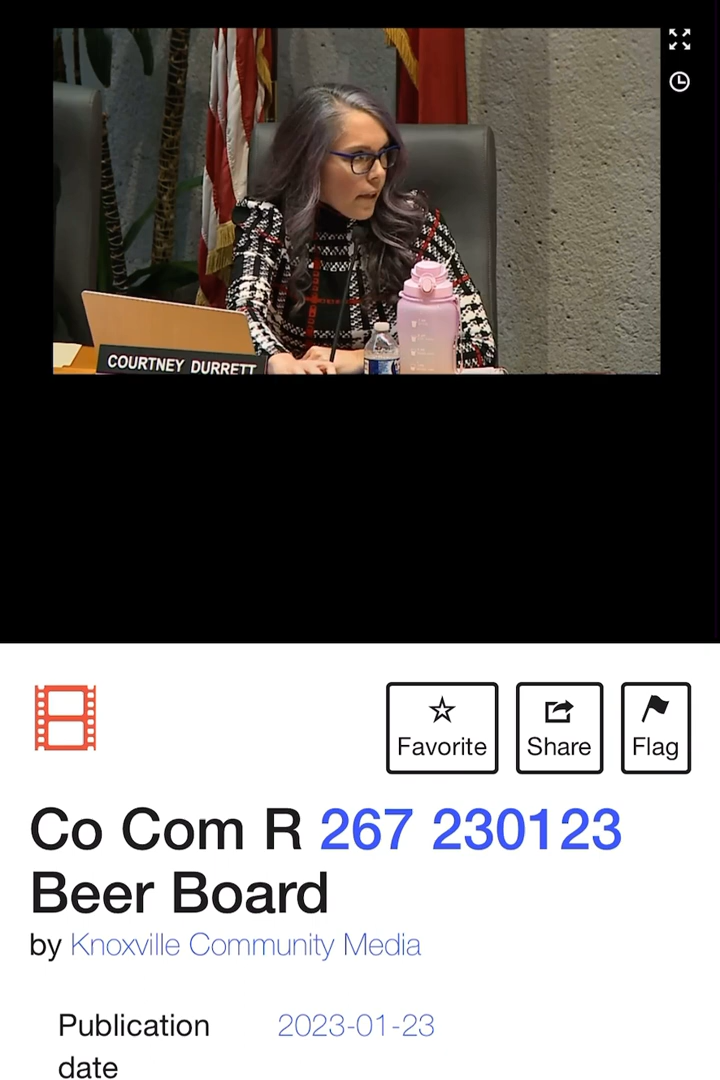 COURTNEY DURRETT
Favorite
Share
Flag
Co Com R 267 230123
Beer Board
by Knoxville Community Media
Publication 2023-01-23
date